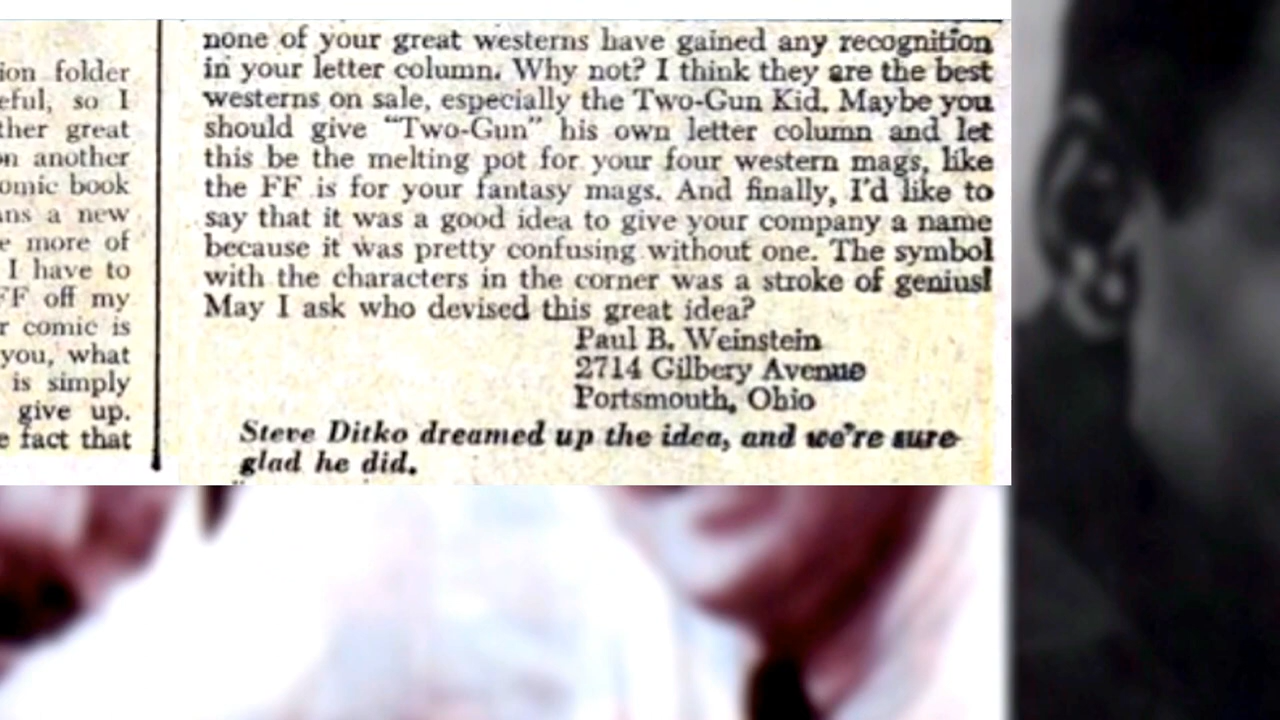 ion folder
eful, so I
ther great
on another
omic book
ans a new
e more of
I have to
FF off my
r comic is
you, what
is simply
give up.
e fact that
none of your great westerns have gained any recognition
in your letter column. Why not? I think they are the best
westerns on sale, especially the Two-Gun Kid. Maybe you
should give "Two-Gun" his own letter column and let
this be the melting pot for your four western mags, like
the FF is for your fantasy mags. And finally, I'd like to
say that it was a good idea to give your company a name
because it was pretty confusing without one. The symbol
with the characters in the corner was a stroke of genius!
May I ask who devised this great idea?
Paul B. Weinstein
2714 Gilbery Avenue
Portsmouth, Ohio
Steve Ditko dreamed up the idea, and we're sure
glad he did.